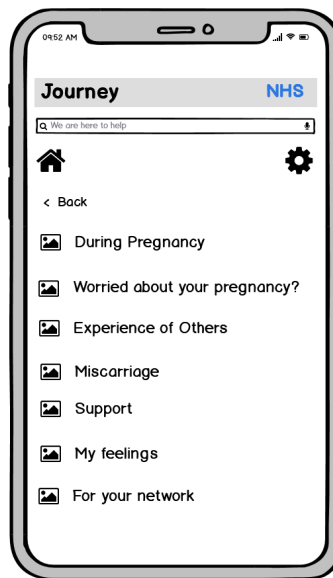 09:52 AM
Journey NHS
We are here to help
< Back
During Pregnancy
Worried about your pregnancy?
Experience of Others
Miscarriage
Support
My feelings
For your network